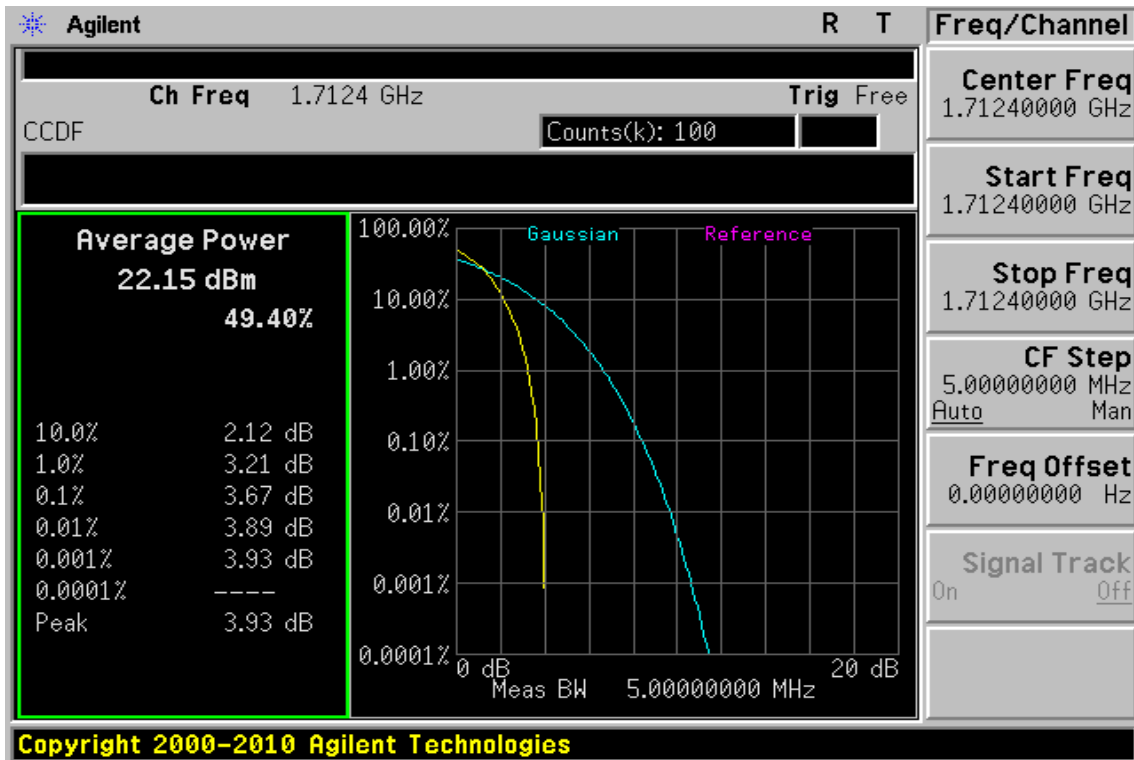 Agilent
R T
Freq/Channel
Ch Freq 1.7124 GHz
Trig Free
CCDF
Counts(k): 100
Average Power
22.15 dBm
49.40%
10.0% 2.12 dB
1.0% 3.21 dB
0.1% 3.67 dB
0.01% 3.89 dB
0.001% 3.93 dB
0.0001% ----
Peak 3.93 dB
Gaussian
Reference
100.00%
10.00%
1.00%
0.10%
0.01%
0.001%
0.0001%
0 dB
20 dB
Meas BW 5.00000000 MHz
Center Freq
1.71240000 GHz
Start Freq
1.71240000 GHz
Stop Freq
1.71240000 GHz
CF Step
5.00000000 MHz
Auto Man
Freq Offset
0.00000000 Hz
Signal Track
On Off
Copyright 2000-2010 Agilent Technologies